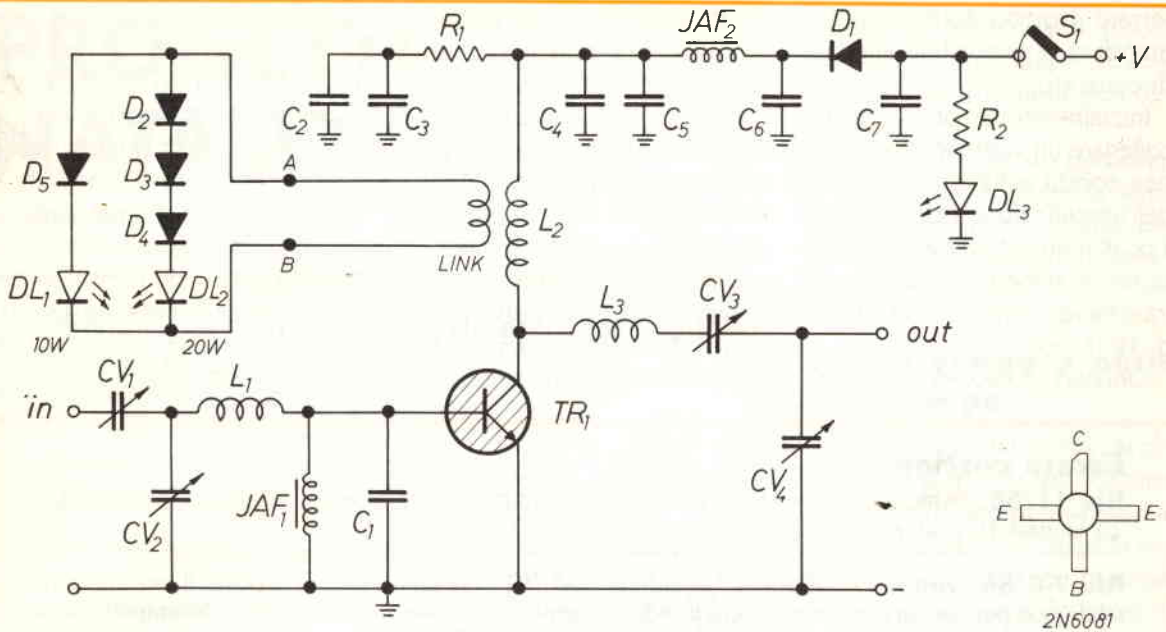 R1
JAF2
D1
S1
+V
D2
C2
C3
C4
C5
C6
C7
R2
D5
D3
A
L2
D4
DL3
DL1
DL2
B
LINK
10W
20W
L3
CV3
out
CV1
L1
in
TR1
CV2
JAF1
C1
CV4
-
C
E
E
B
2N6081